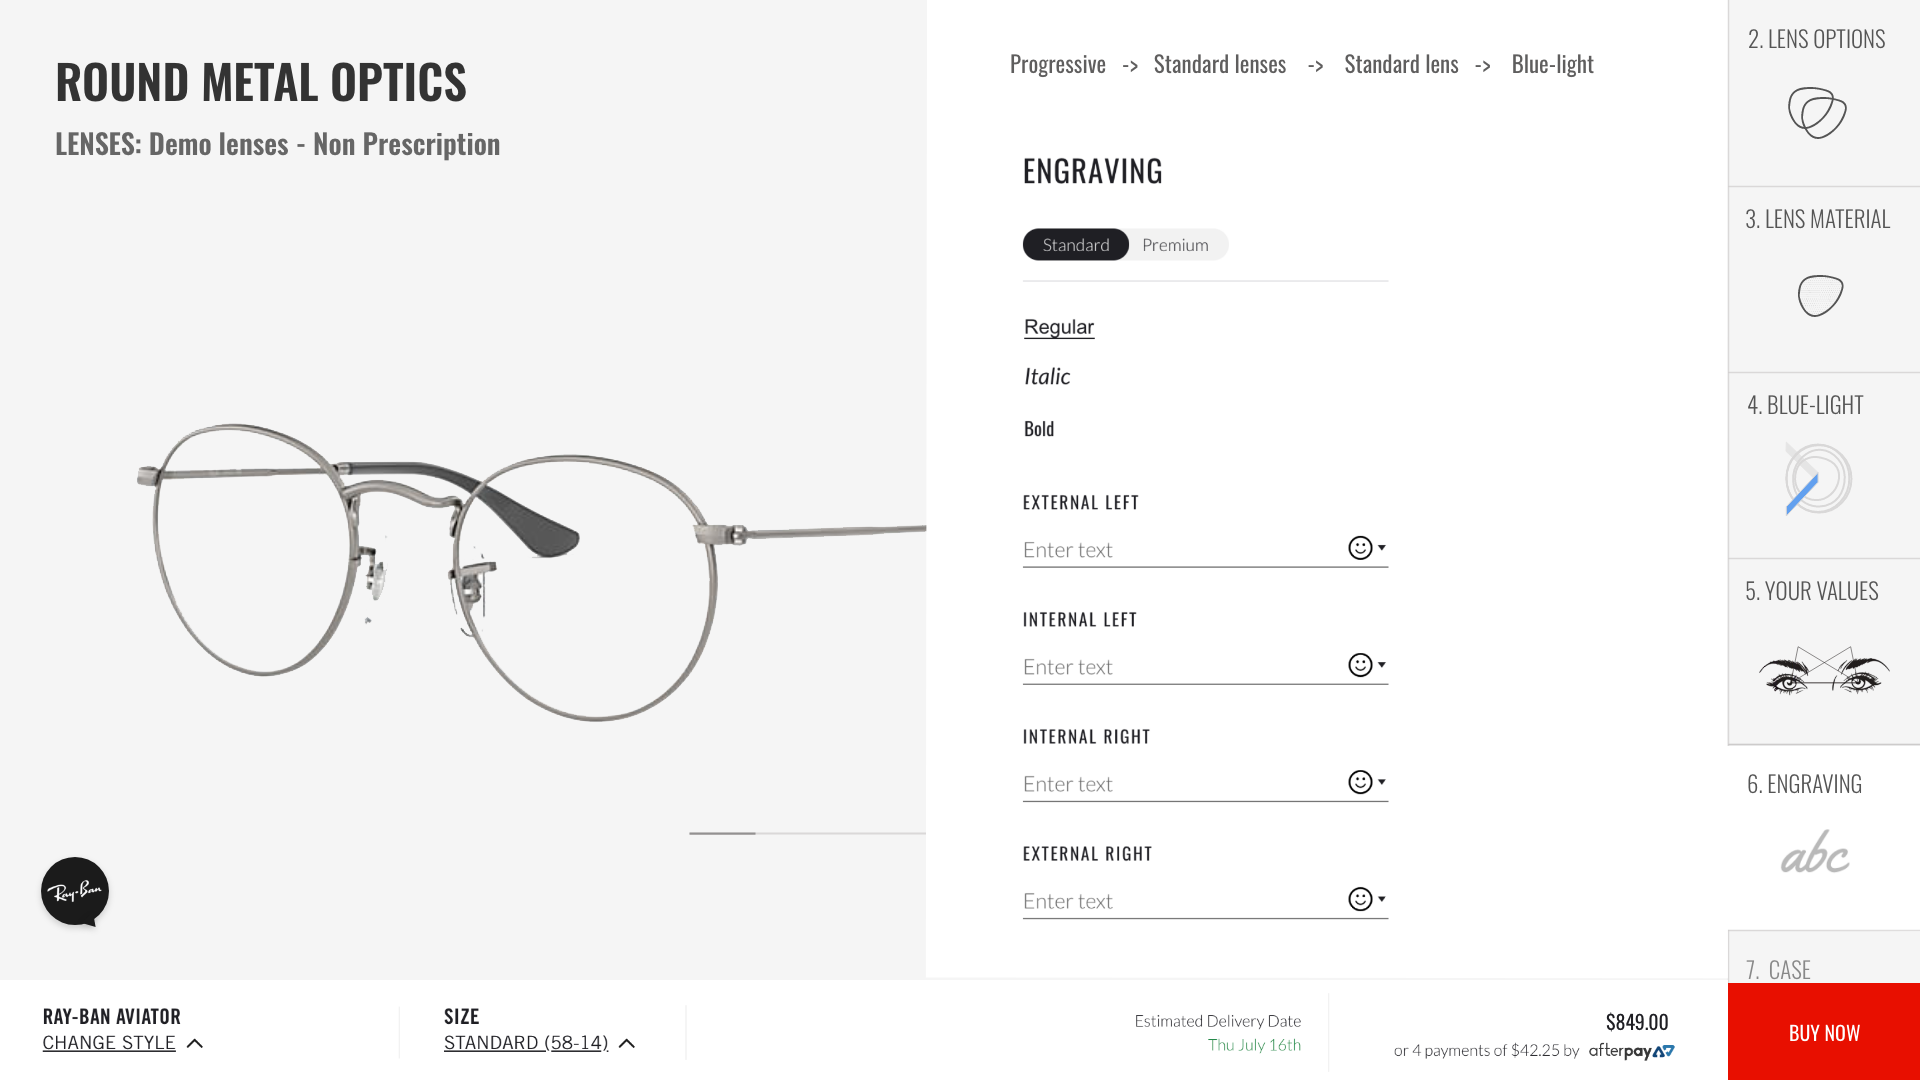 ROUND METAL OPTICS
LENSES: Demo lenses - Non Prescription
Ray-Ban
Progressive -> Standard lenses -> Standard lens -> Blue-light
ENGRAVING
Standard Premium
Regular
Italic
Bold
EXTERNAL LEFT
Enter text
INTERNAL LEFT
Enter text
INTERNAL RIGHT
Enter text
EXTERNAL RIGHT
Enter text
2. LENS OPTIONS
3. LENS MATERIAL
4. BLUE-LIGHT
5. YOUR VALUES
6. ENGRAVING
abc
7. CASE
RAY-BAN AVIATOR
CHANGE STYLE
SIZE
STANDARD (58-14)
Estimated Delivery Date
Thu July 16th
$849.00
or 4 payments of $42.25 by afterpay
BUY NOW